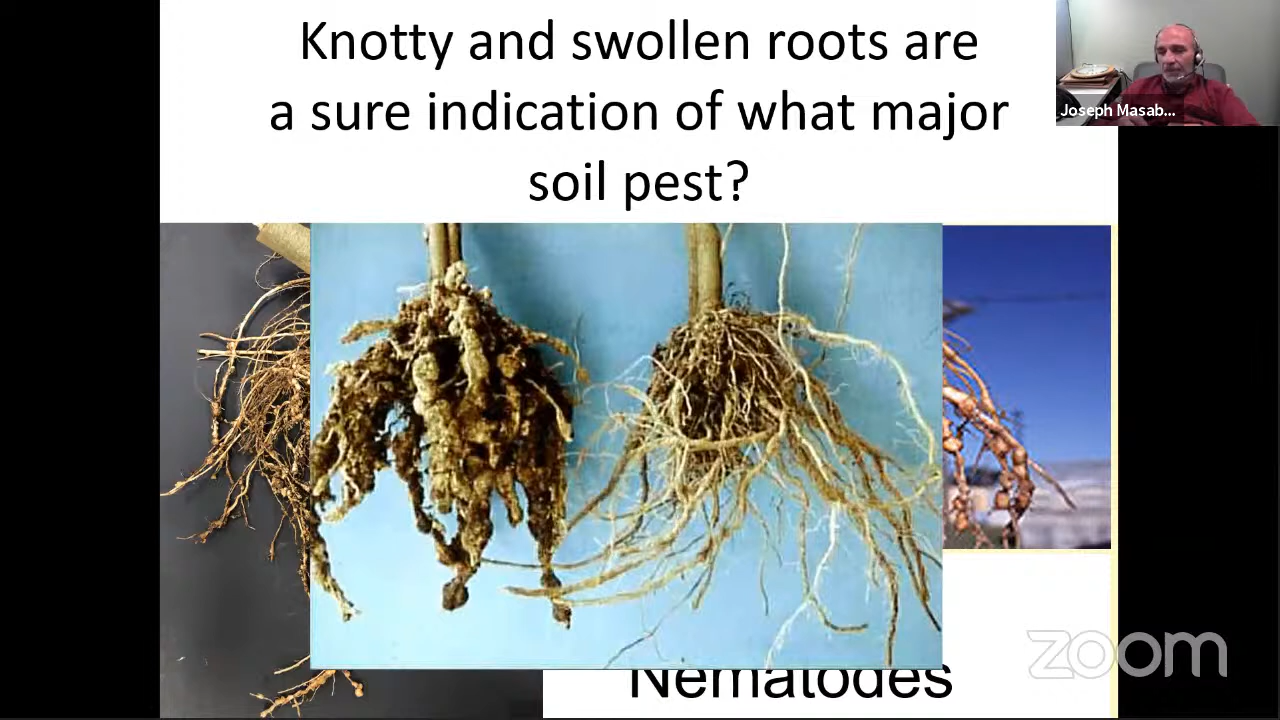 Knotty and swollen roots are
a sure indication of what major
soil pest?
Joseph Masab...
Nematodes
zoom